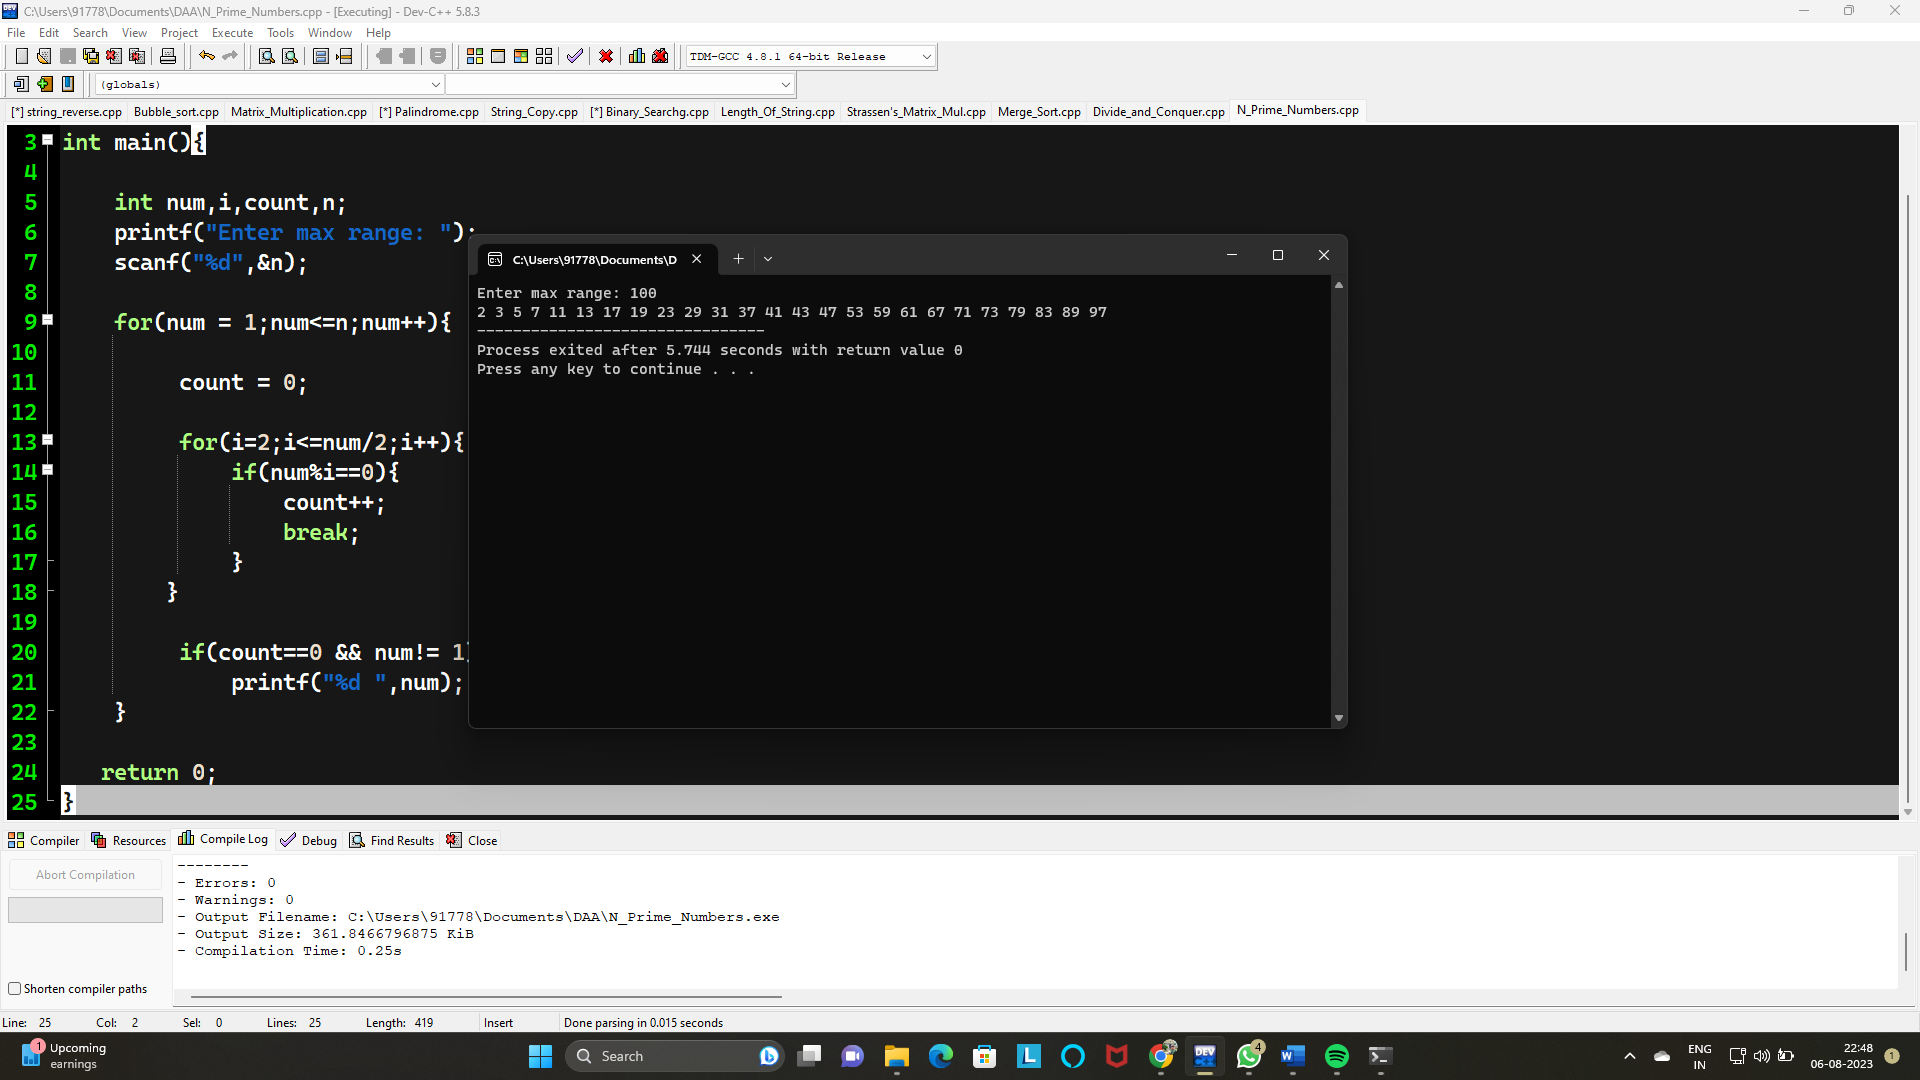 C:\Users\91778\Documents\DAA\N_Prime_Numbers.cpp - [Executing] - Dev-C++ 5.8.3
File Edit Search View Project Execute Tools Window Help
TDM-GCC 4.8.1 64-bit Release
(globals)
[*] string_reverse.cpp Bubble_sort.cpp Matrix_Multiplication.cpp [*] Palindrome.cpp String_Copy.cpp [*] Binary_Searchg.cpp Length_Of_String.cpp Strassen's_Matrix_Mul.cpp Merge_Sort.cpp Divide_and_Conquer.cpp N_Prime_Numbers.cpp
3 int main(){
4
5 int num,i,count,n;
6 printf("Enter max range: ");
7 scanf("%d",&n);
8
9 for(num = 1;num<=n;num++){
10
11 count = 0;
12
13 for(i=2;i<=num/2;i++){
14 if(num%i==0){
15 count++;
16 break;
17 }
18 }
19
20 if(count==0 && num!= 1)
21 printf("%d ",num);
22 }
23
24 return 0;
25 }
C:\Users\91778\Documents\D
Enter max range: 100
2 3 5 7 11 13 17 19 23 29 31 37 41 43 47 53 59 61 67 71 73 79 83 89 97
--------------------------------
Process exited after 5.744 seconds with return value 0
Press any key to continue . . .
Compiler Resources Compile Log Debug Find Results Close
Abort Compilation
Shorten compiler paths
--------
- Errors: 0
- Warnings: 0
- Output Filename: C:\Users\91778\Documents\DAA\N_Prime_Numbers.exe
- Output Size: 361.8466796875 KiB
- Compilation Time: 0.25s
Line: 25 Col: 2 Sel: 0 Lines: 25 Length: 419 Insert Done parsing in 0.015 seconds
1
Upcoming
earnings
Search
L
DEV
4
W
ENG
IN
22:48
06-08-2023
1